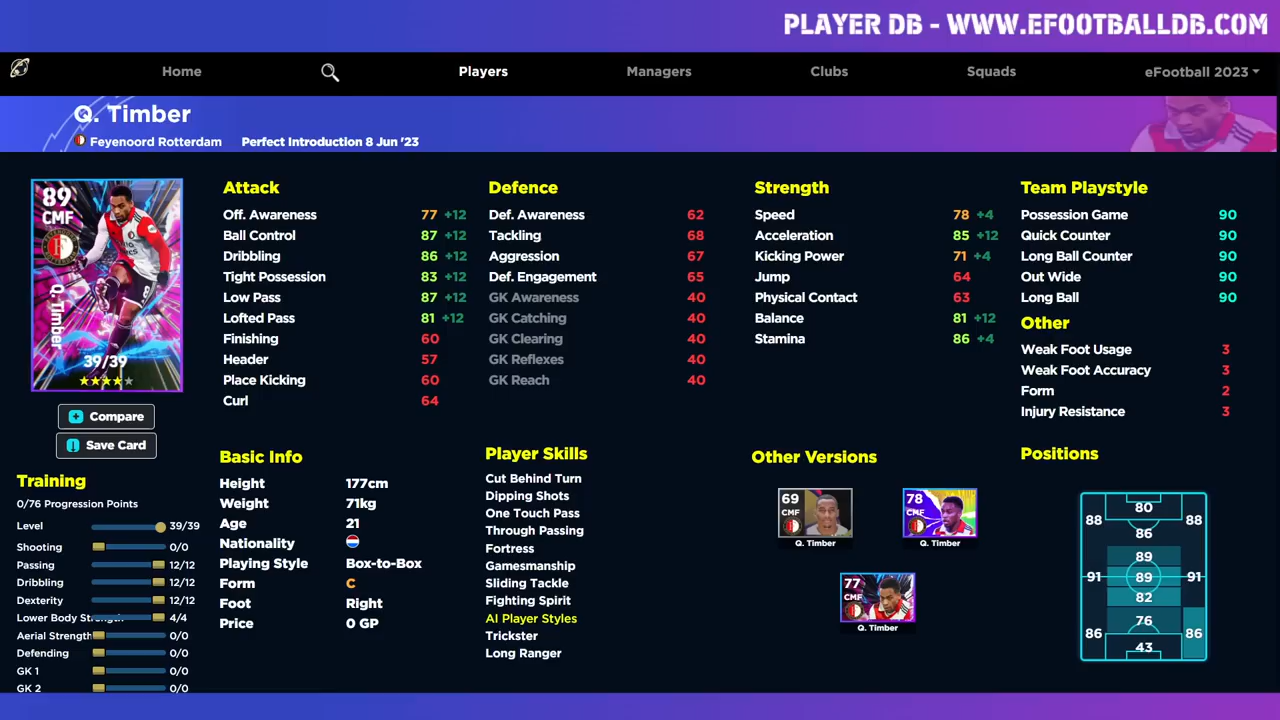 PLAYER DB - WWW.EFOOTBALLDB.COM
Home Players Managers Clubs Squads eFootball 2023
Q. Timber
Feyenoord Rotterdam Perfect Introduction 8 Jun '23
89
CMF
Q. Timber
39/39
Compare
Save Card
Attack
Off. Awareness 77 +12
Ball Control 87 +12
Dribbling 86 +12
Tight Possession 83 +12
Low Pass 87 +12
Lofted Pass 81 +12
Finishing 60
Header 57
Place Kicking 60
Curl 64
Defence
Def. Awareness 62
Tackling 68
Aggression 67
Def. Engagement 65
GK Awareness 40
GK Catching 40
GK Clearing 40
GK Reflexes 40
GK Reach 40
Strength
Speed 78 +4
Acceleration 85 +12
Kicking Power 71 +4
Jump 64
Physical Contact 63
Balance 81 +12
Stamina 86 +4
Team Playstyle
Possession Game 90
Quick Counter 90
Long Ball Counter 90
Out Wide 90
Long Ball 90
Other
Weak Foot Usage 3
Weak Foot Accuracy 3
Form 2
Injury Resistance 3
Training
0/76 Progression Points
Level 39/39
Shooting 0/0
Passing 12/12
Dribbling 12/12
Dexterity 12/12
Lower Body Strength 4/4
Aerial Strength 0/0
Defending 0/0
GK 1 0/0
GK 2 0/0
Basic Info
Height 177cm
Weight 71kg
Age 21
Nationality
Playing Style Box-to-Box
Form C
Foot Right
Price 0 GP
Player Skills
Cut Behind Turn
Dipping Shots
One Touch Pass
Through Passing
Fortress
Gamesmanship
Sliding Tackle
Fighting Spirit
AI Player Styles
Trickster
Long Ranger
Other Versions
69
CMF
Q. Timber
78
CMF
Q. Timber
77
CMF
Q. Timber
Positions
80
88 88
86
89
91 89 91
82
76
86 86
43